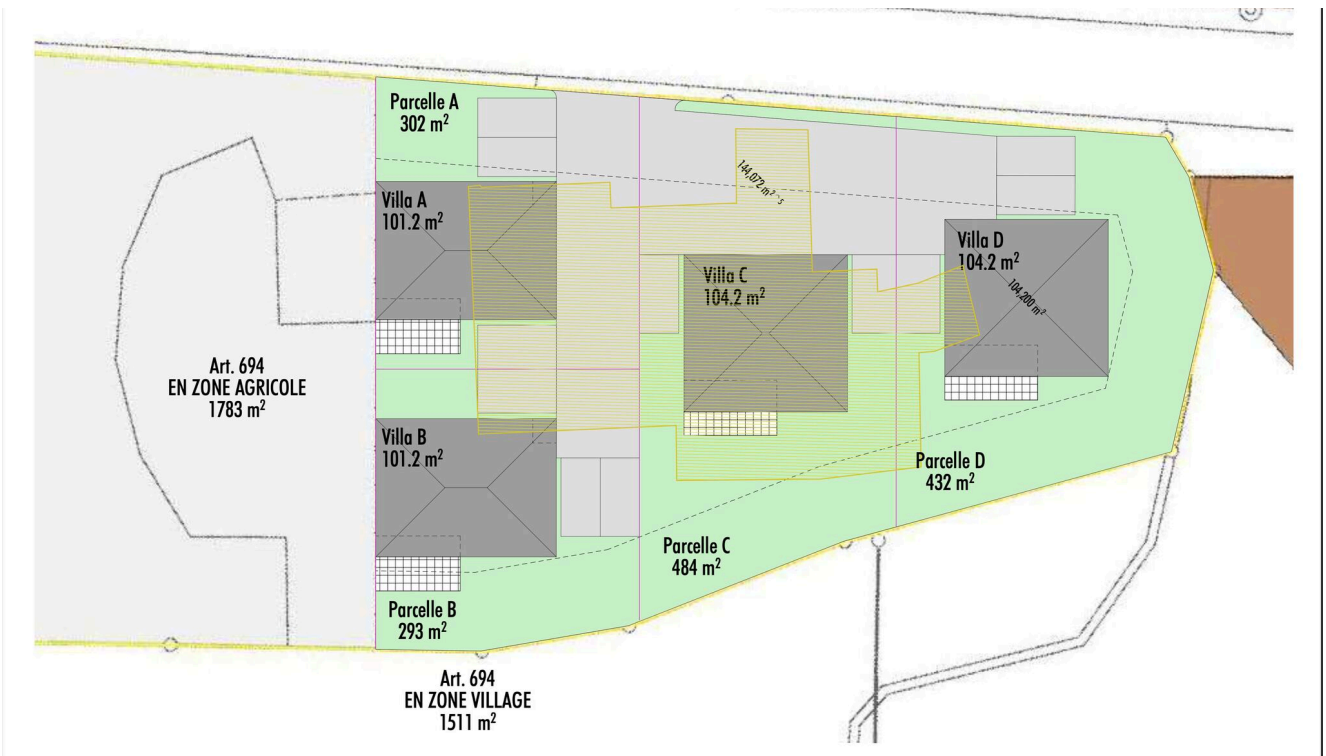 Parcelle A
302 m²
Villa A
101.2 m²
144,072 m²~s
Villa C
104.2 m²
Villa D
104.2 m²
104,200 m²
Art. 694
EN ZONE AGRICOLE
1783 m²
Villa B
101.2 m²
Parcelle D
432 m²
Parcelle C
484 m²
Parcelle B
293 m²
Art. 694
EN ZONE VILLAGE
1511 m²